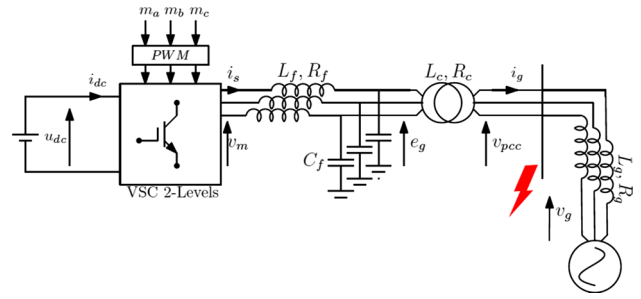 m_a m_b m_c
PWM
i_dc
i_s
L_f, R_f
L_c, R_c
i_g
u_dc
v_m
C_f
e_g
v_pcc
L_g, R_g
v_g
VSC 2-Levels